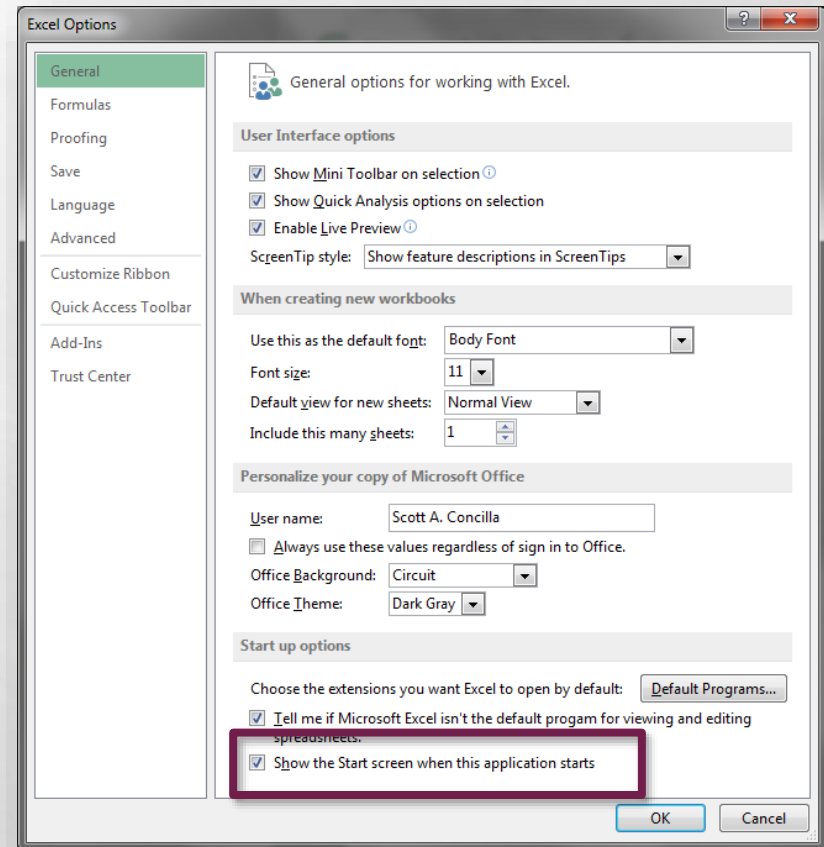 Excel Options
General
Formulas
Proofing
Save
Language
Advanced
Customize Ribbon
Quick Access Toolbar
Add-Ins
Trust Center
General options for working with Excel.
User Interface options
Show Mini Toolbar on selection
Show Quick Analysis options on selection
Enable Live Preview
ScreenTip style: Show feature descriptions in ScreenTips
When creating new workbooks
Use this as the default font: Body Font
Font size: 11
Default view for new sheets: Normal View
Include this many sheets: 1
Personalize your copy of Microsoft Office
User name: Scott A. Concilla
Always use these values regardless of sign in to Office.
Office Background: Circuit
Office Theme: Dark Gray
Start up options
Choose the extensions you want Excel to open by default: Default Programs...
Tell me if Microsoft Excel isn't the default progam for viewing and editing
spreadsheets.
Show the Start screen when this application starts
OK Cancel